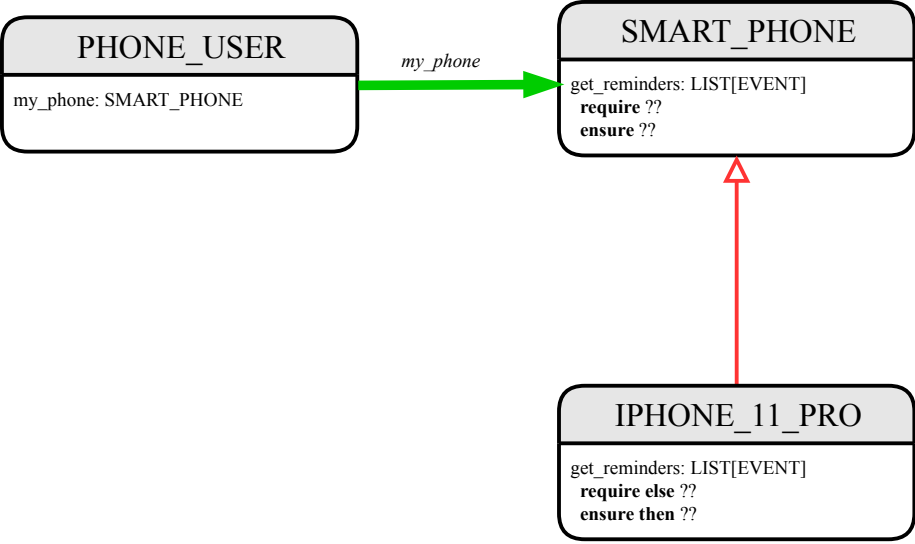 PHONE_USER
my_phone: SMART_PHONE
my_phone
SMART_PHONE
get_reminders: LIST[EVENT]
require ??
ensure ??
IPHONE_11_PRO
get_reminders: LIST[EVENT]
require else ??
ensure then ??